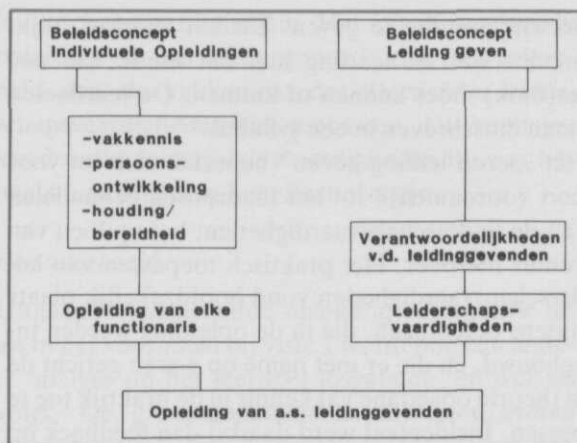 Beleidsconcept
Individuele Opleidingen
Beleidsconcept
Leiding geven
-vakkennis
-persoons-
ontwikkeling
-houding/
bereidheid
Verantwoordelijkheden
v.d. leidinggevenden
Opleiding van elke
functionaris
Leiderschaps-
vaardigheden
Opleiding van a.s. leidinggevenden